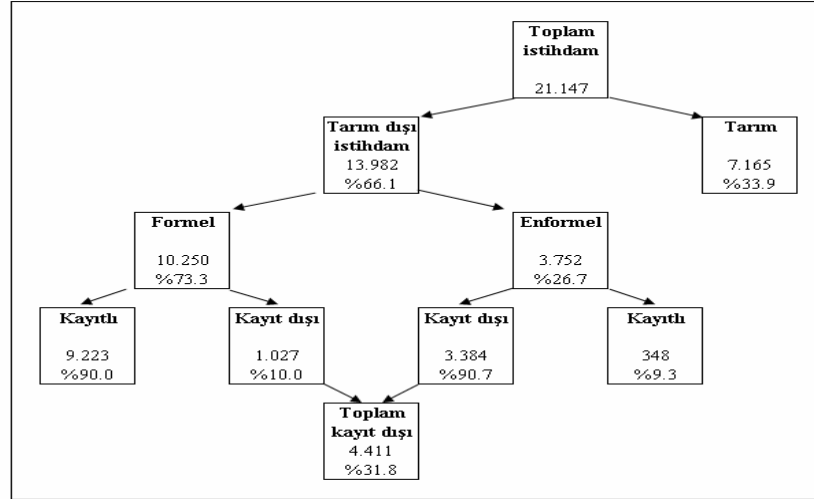 Toplam
istihdam
21.147
Tarım dışı
istihdam
13.982
%66.1
Tarım
7.165
%33.9
Formel
10.250
%73.3
Enformel
3.752
%26.7
Kayıtlı
9.223
%90.0
Kayıt dışı
1.027
%10.0
Kayıt dışı
3.384
%90.7
Kayıtlı
348
%9.3
Toplam
kayıt dışı
4.411
%31.8